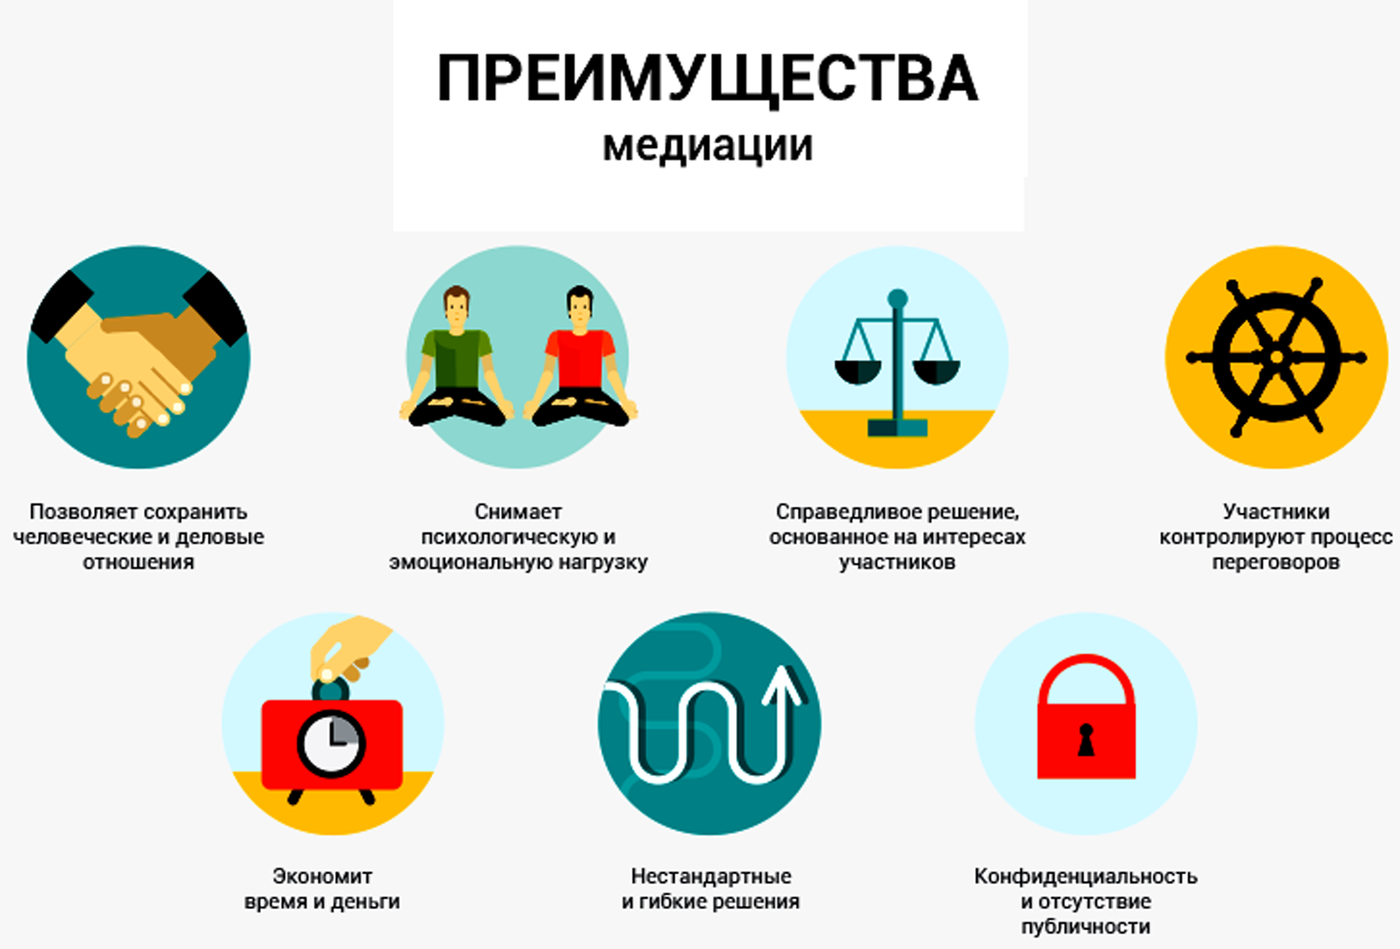 ПРЕИМУЩЕСТВА
медиации
Позволяет сохранить
человеческие и деловые
отношения
Снимает
психологическую и
эмоциональную нагрузку
Справедливое решение,
основанное на интересах
участников
Участники
контролируют процесс
переговоров
Экономит
время и деньги
Нестандартные
и гибкие решения
Конфиденциальность
и отсутствие
публичности